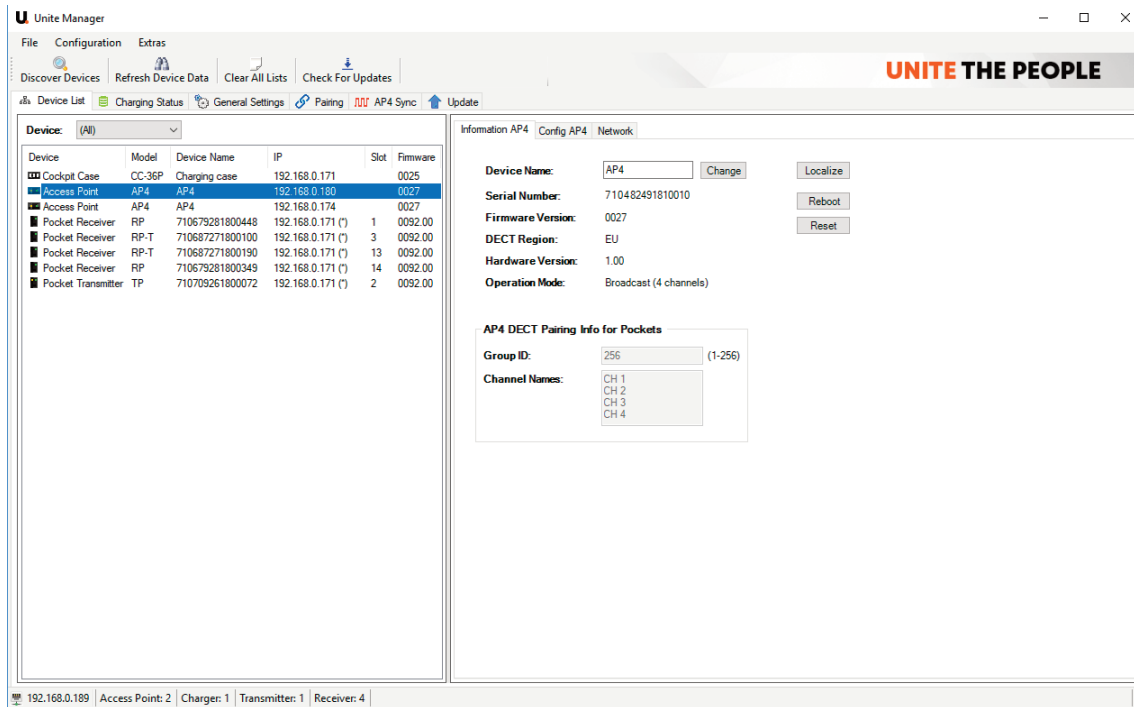 U. Unite Manager
File Configuration Extras
Discover Devices Refresh Device Data Clear All Lists Check For Updates
UNITE THE PEOPLE
Device List Charging Status General Settings Pairing AP4 Sync Update
Device: (All)
Device Model Device Name IP Slot Firmware
Cockpit Case CC-36P Charging case 192.168.0.171 0025
Access Point AP4 AP4 192.168.0.180 0027
Access Point AP4 AP4 192.168.0.174 0027
Pocket Receiver RP 710679281800448 192.168.0.171 (*) 1 0092.00
Pocket Receiver RP-T 710687271800100 192.168.0.171 (*) 3 0092.00
Pocket Receiver RP-T 710687271800190 192.168.0.171 (*) 13 0092.00
Pocket Receiver RP 710679281800349 192.168.0.171 (*) 14 0092.00
Pocket Transmitter TP 710709261800072 192.168.0.171 (*) 2 0092.00
Information AP4 Config AP4 Network
Device Name: AP4 Change Localize
Serial Number: 710482491810010 Reboot
Firmware Version: 0027 Reset
DECT Region: EU
Hardware Version: 1.00
Operation Mode: Broadcast (4 channels)
AP4 DECT Pairing Info for Pockets
Group ID: 256 (1-256)
Channel Names: CH 1
CH 2
CH 3
CH 4
192.168.0.189 Access Point: 2 Charger: 1 Transmitter: 1 Receiver: 4